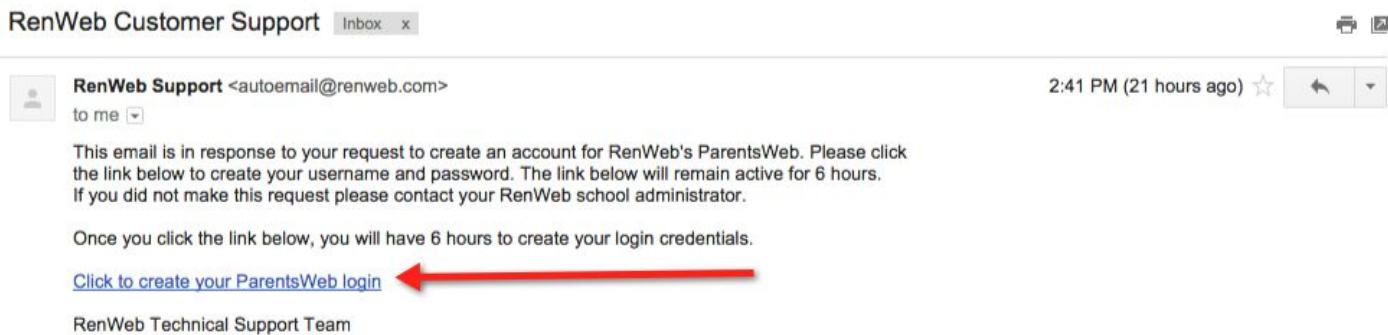 RenWeb Customer Support Inbox x
RenWeb Support <autoemail@renweb.com> 2:41 PM (21 hours ago)
to me
This email is in response to your request to create an account for RenWeb's ParentsWeb. Please click
the link below to create your username and password. The link below will remain active for 6 hours.
If you did not make this request please contact your RenWeb school administrator.
Once you click the link below, you will have 6 hours to create your login credentials.
Click to create your ParentsWeb login
RenWeb Technical Support Team